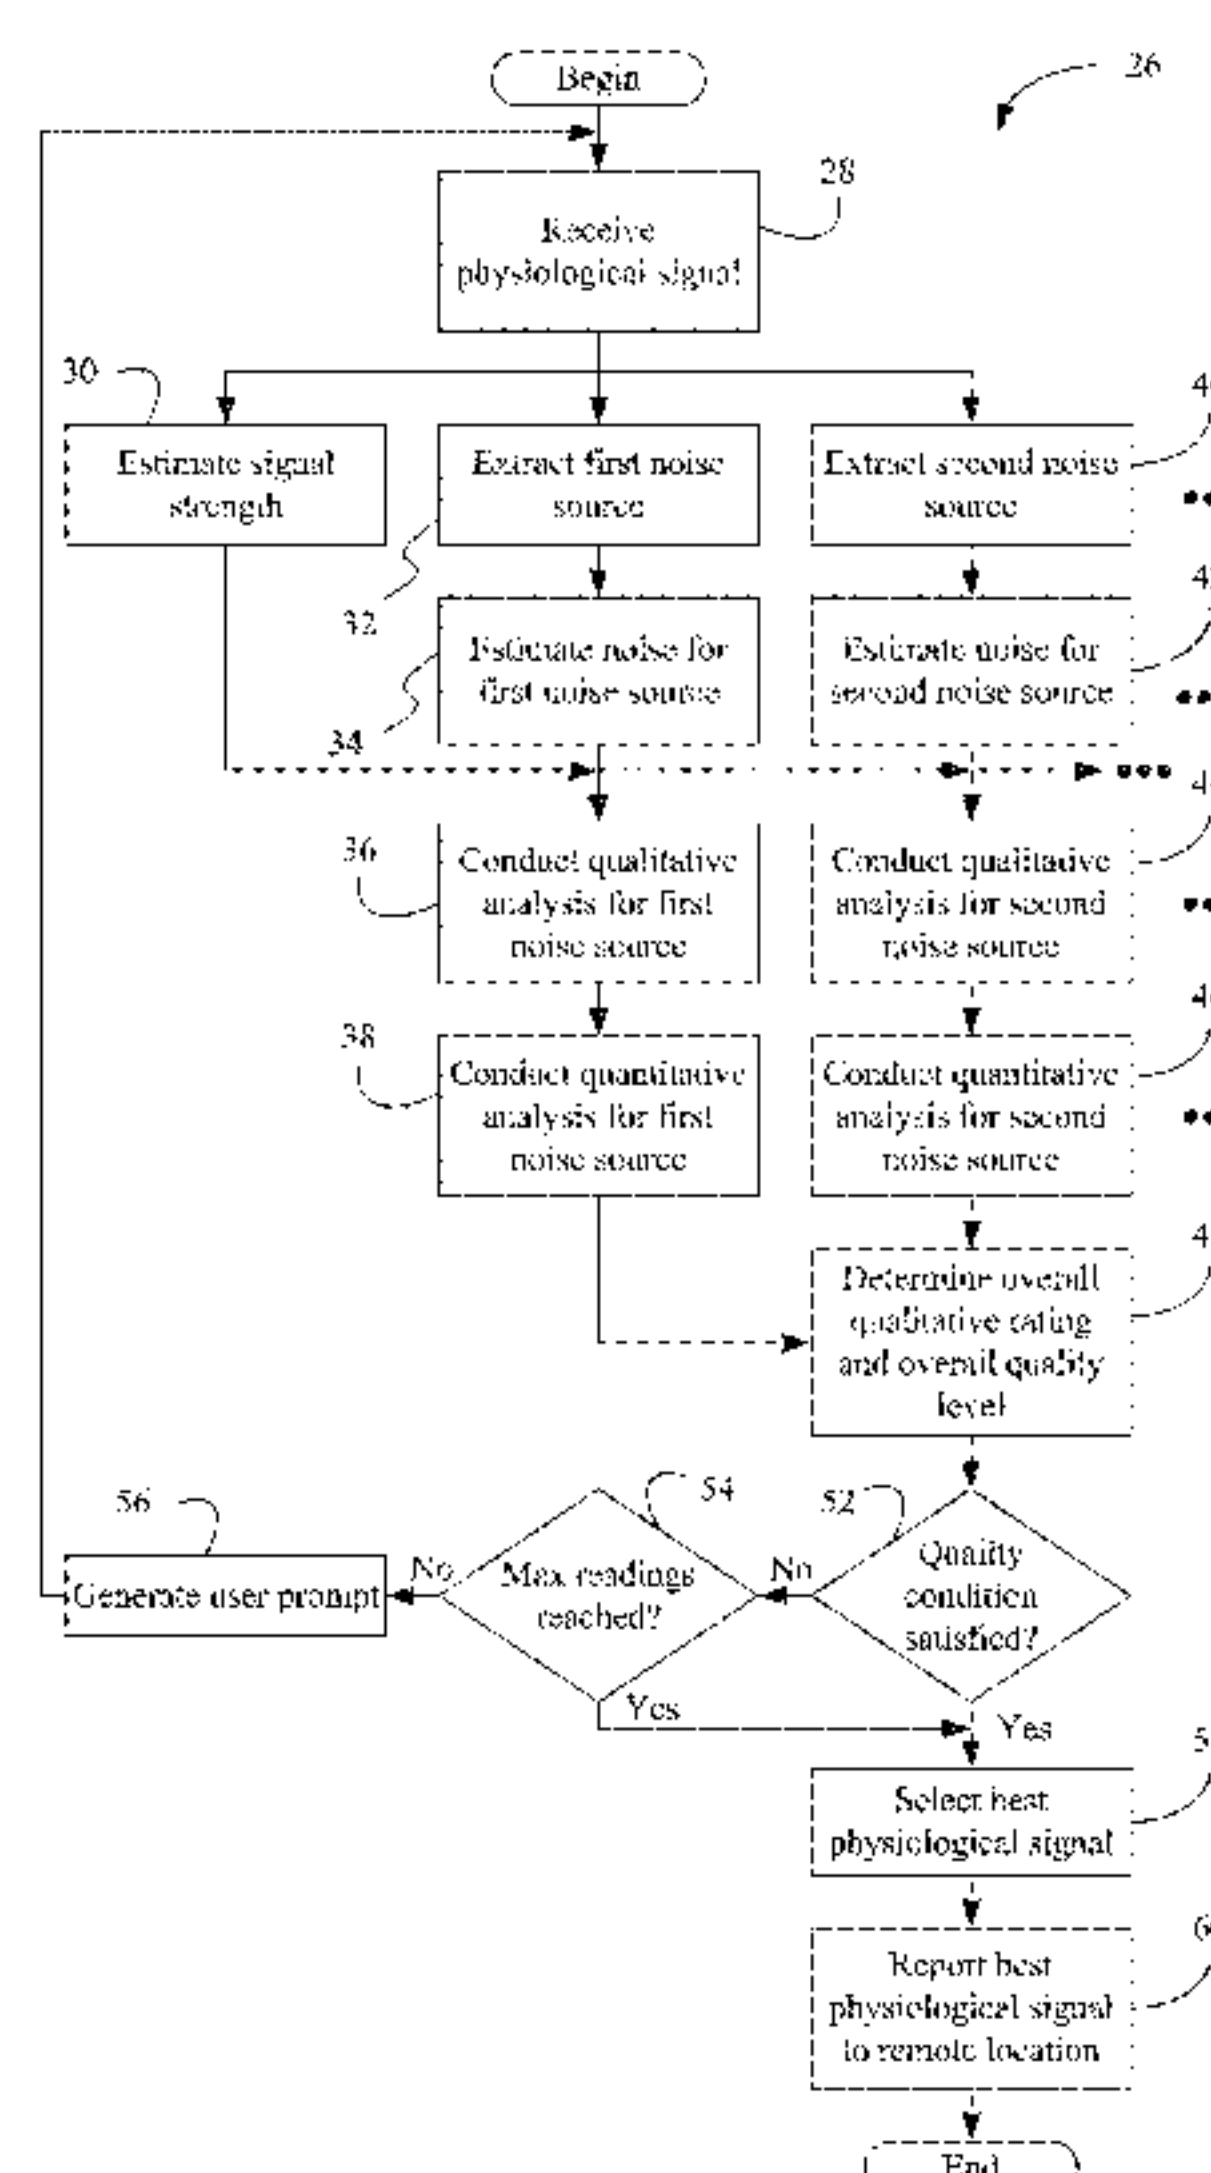 Begin
26
28
Receive
physiological signal
30
Estimate signal
strength
Extract first noise
source
Extract second noise
source
32
34
Estimate noise for
first noise source
Estimate noise for
second noise source
36
Conduct qualitative
analysis for first
noise source
Conduct qualitative
analysis for second
noise source
38
Conduct quantitative
analysis for first
noise source
Conduct quantitative
analysis for second
noise source
Determine overall
qualitative rating
and overall quality
level
56
54
52
Generate user prompt
No
Max readings
reached?
No
Quality
condition
satisfied?
Yes
Yes
Select best
physiological signal
Report best
physiological signal
to remote location
End